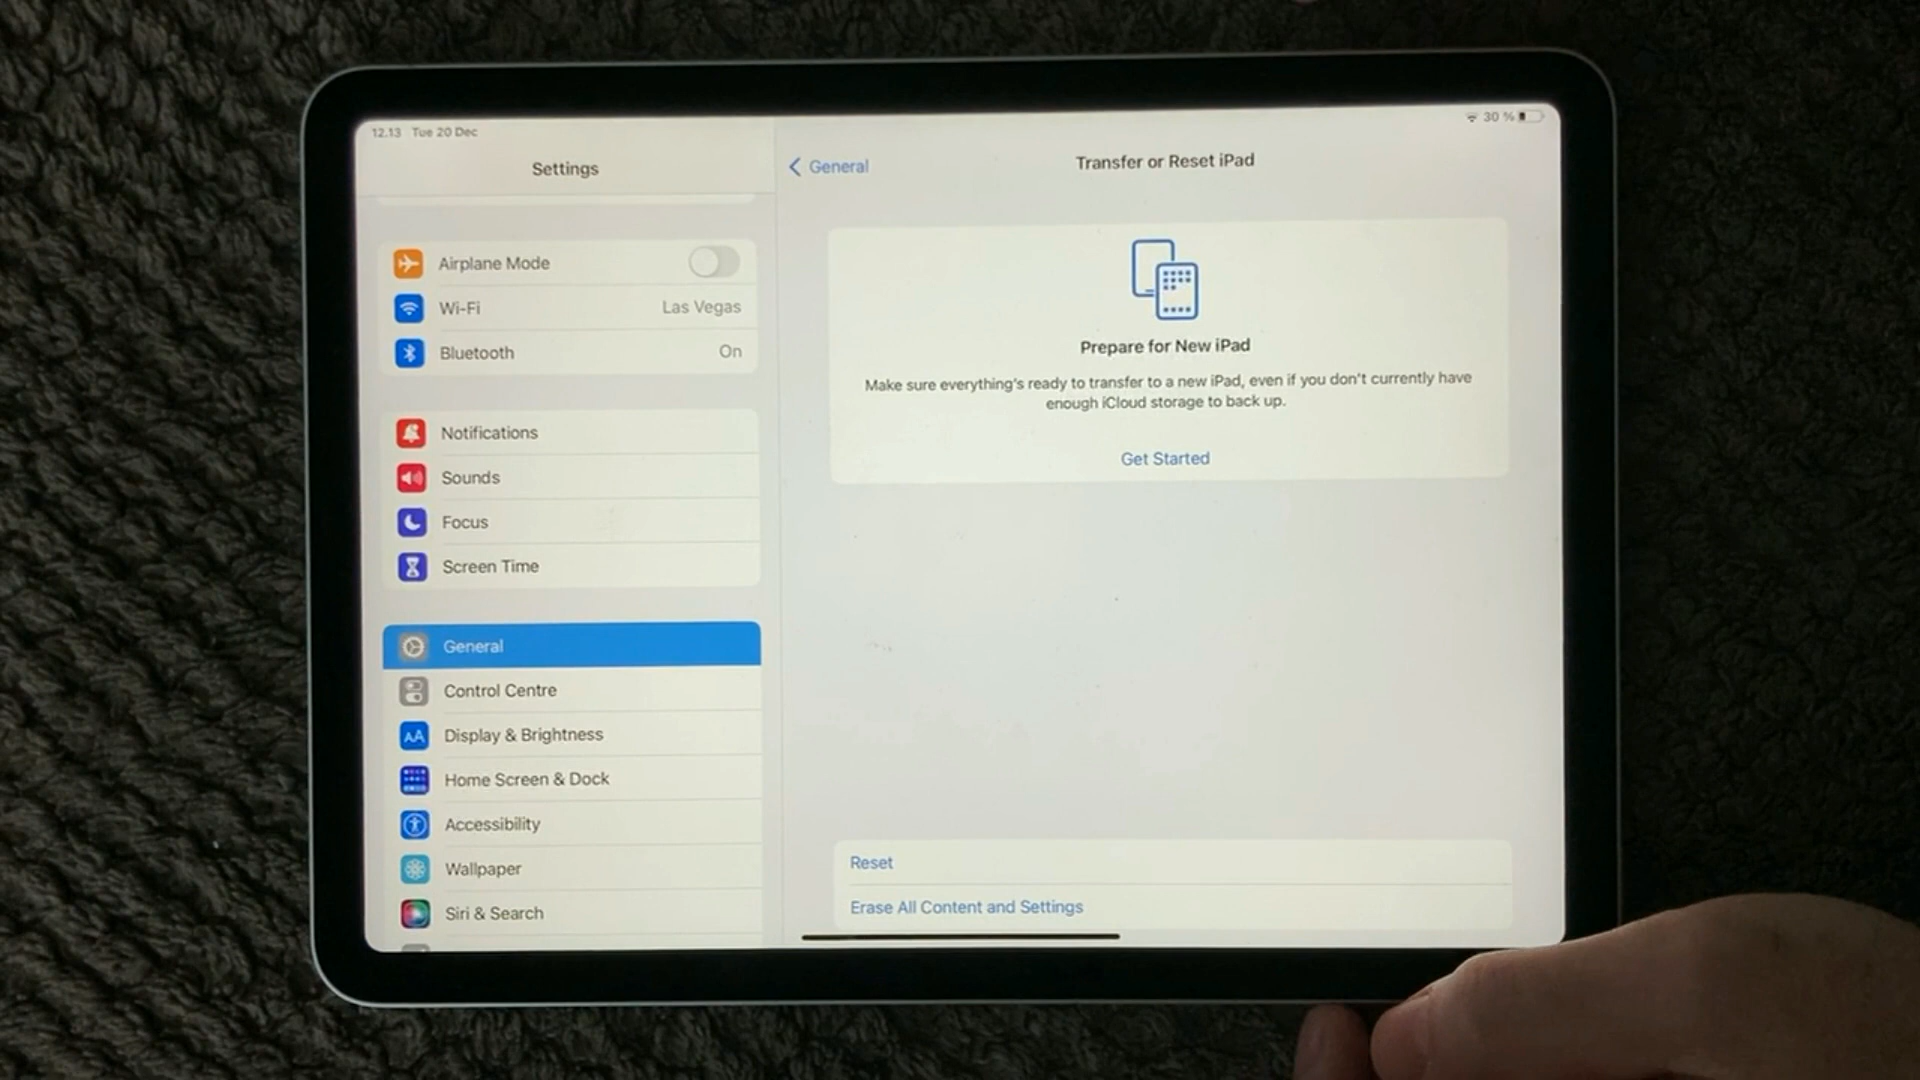 12.13 Tue 20 Dec
30 %
Settings
General
Transfer or Reset iPad
Airplane Mode
Wi-Fi Las Vegas
Bluetooth On
Notifications
Sounds
Focus
Screen Time
General
Control Centre
Display & Brightness
Home Screen & Dock
Accessibility
Wallpaper
Siri & Search
Prepare for New iPad
Make sure everything's ready to transfer to a new iPad, even if you don't currently have
enough iCloud storage to back up.
Get Started
Reset
Erase All Content and Settings